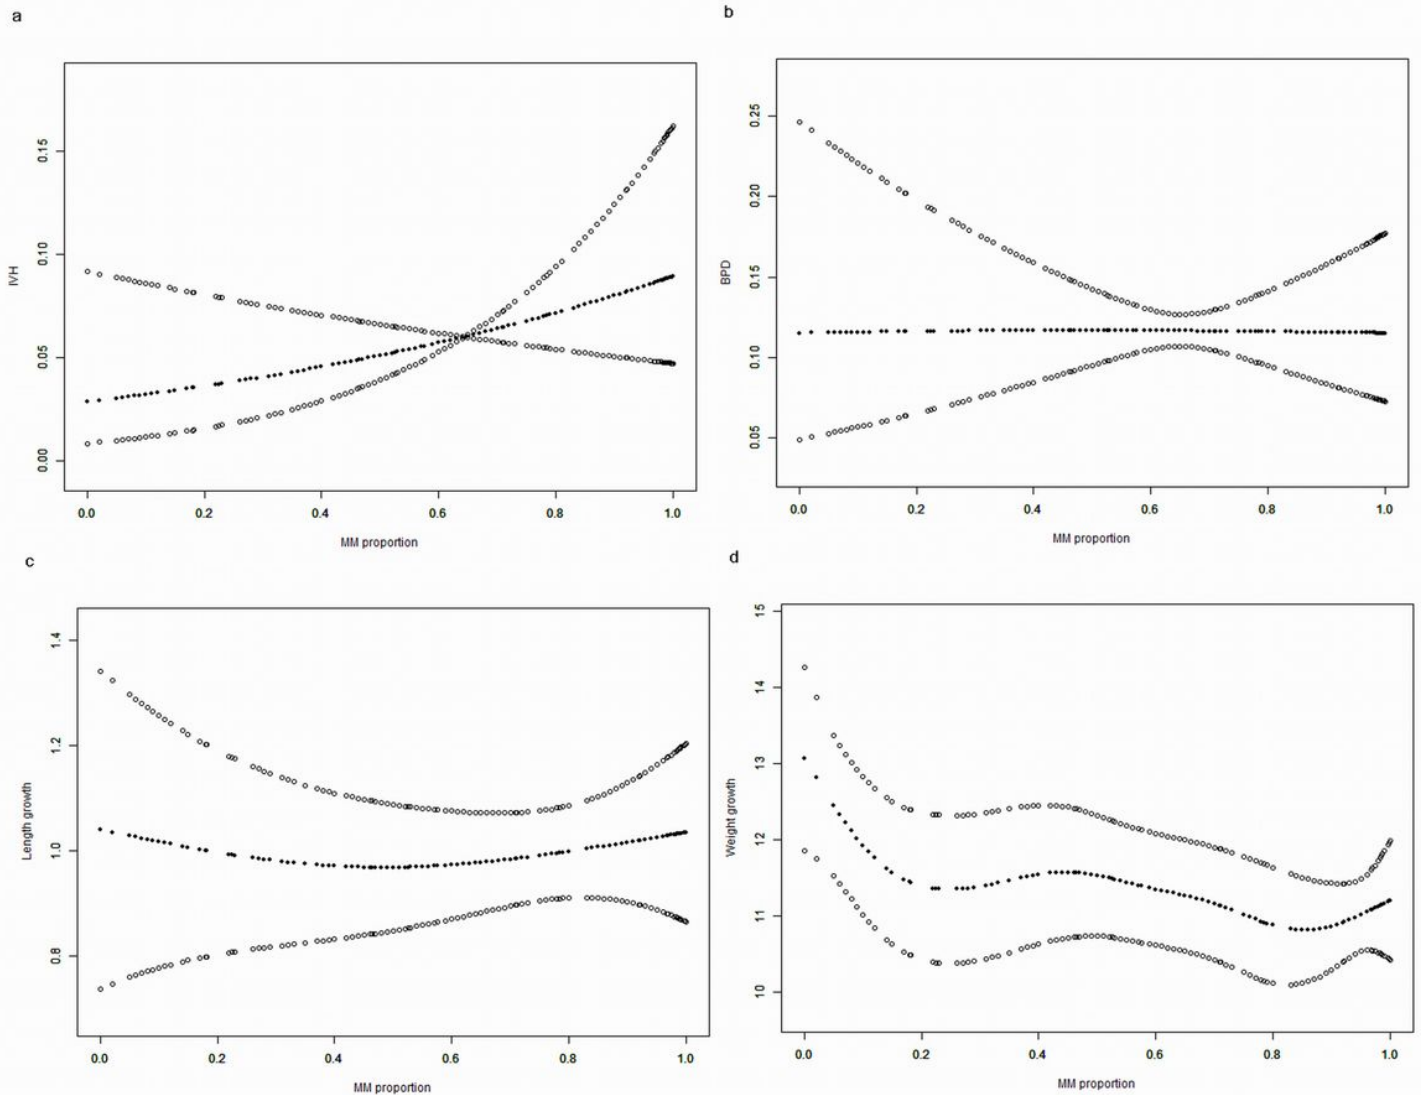 a
IVH
0.15
0.10
0.05
0.00
0.0 0.2 0.4 0.6 0.8 1.0
MM proportion
b
BPD
0.25
0.20
0.15
0.10
0.05
0.0 0.2 0.4 0.6 0.8 1.0
MM proportion
c
Length growth
1.4
1.2
1.0
0.8
0.0 0.2 0.4 0.6 0.8 1.0
MM proportion
d
Weight growth
15
14
13
12
11
10
0.0 0.2 0.4 0.6 0.8 1.0
MM proportion